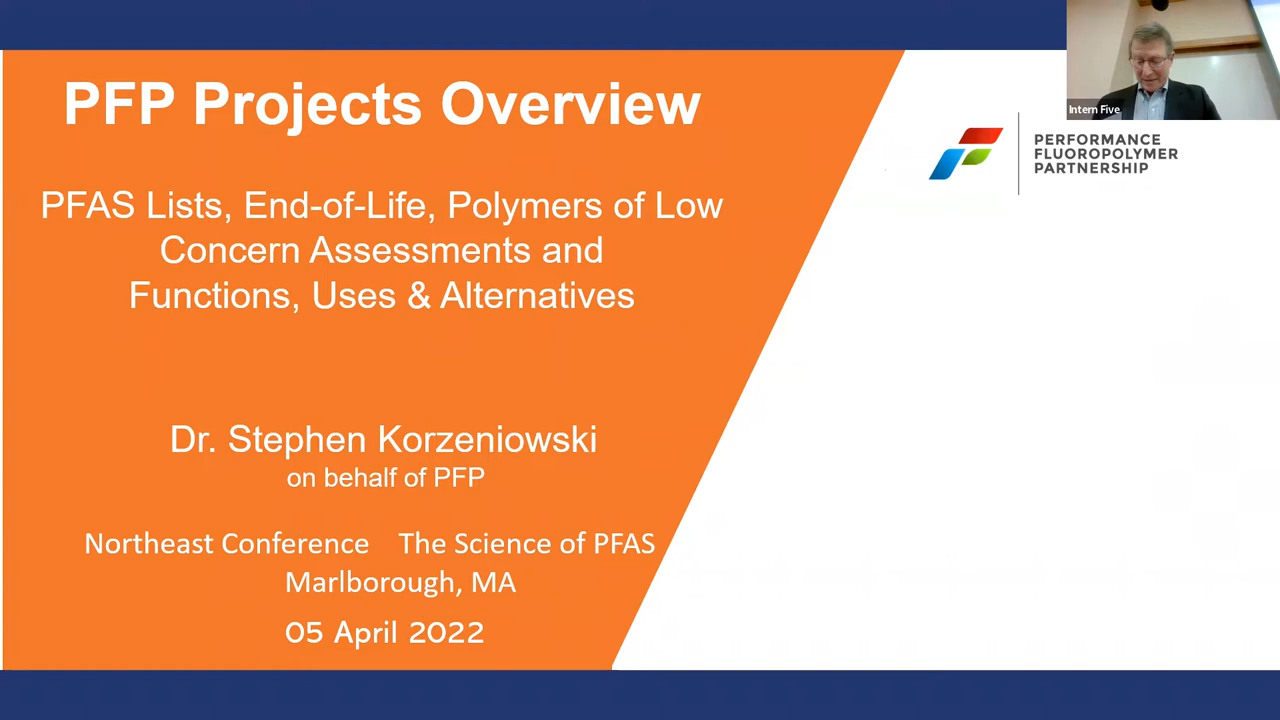 PFP Projects Overview
PFAS Lists, End-of-Life, Polymers of Low
Concern Assessments and
Functions, Uses & Alternatives
Dr. Stephen Korzeniowski
on behalf of PFP
Northeast Conference The Science of PFAS
Marlborough, MA
05 April 2022
Intern Five
PERFORMANCE
FLUOROPOLYMER
PARTNERSHIP